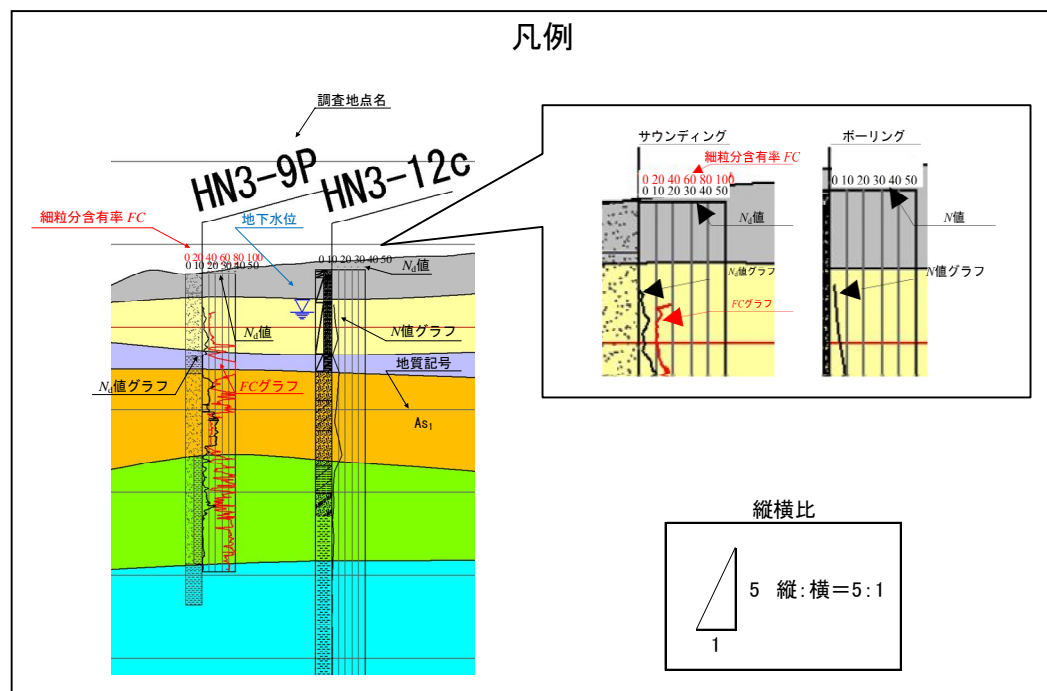 凡例
調査地点名
HN3-9P
HN3-12c
細粒分含有率 FC
地下水位
0 20 40 60 80 100
0 10 20 30 40 50
0 10 20 30 40 50
Nd値
Nd値
N値グラフ
Nd値グラフ
FCグラフ
地質記号
As1
サウンディング
細粒分含有率 FC
0 20 40 60 80 100
0 10 20 30 40 50
Nd値
Nd値グラフ
FCグラフ
ボーリング
0 10 20 30 40 50
N値
N値グラフ
縦横比
5 縦:横=5:1
1